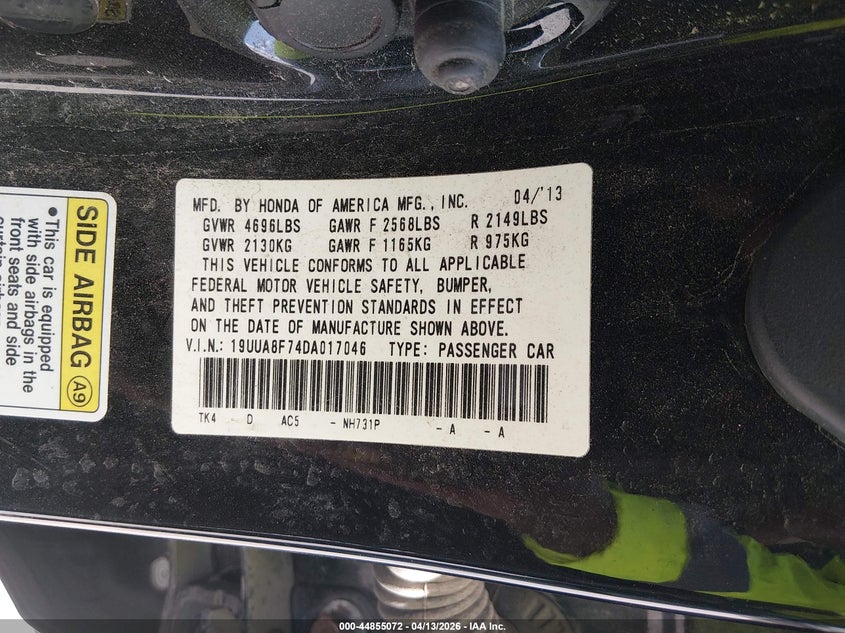 MFD. BY HONDA OF AMERICA MFG., INC. 04/'13
GVWR 4696LBS GAWR F 2568LBS R 2149LBS
GVWR 2130KG GAWR F 1165KG R 975KG
THIS VEHICLE CONFORMS TO ALL APPLICABLE
FEDERAL MOTOR VEHICLE SAFETY, BUMPER,
AND THEFT PREVENTION STANDARDS IN EFFECT
ON THE DATE OF MANUFACTURE SHOWN ABOVE.
V.I.N.: 19UUA8F74DA017046 TYPE: PASSENGER CAR
TK4 - D AC5 - NH731P - A - A
SIDE AIRBAG A9
•This car is equipped
with side airbags in the
front seats and side
000-44855072 - 04/13/2026 - IAA Inc.